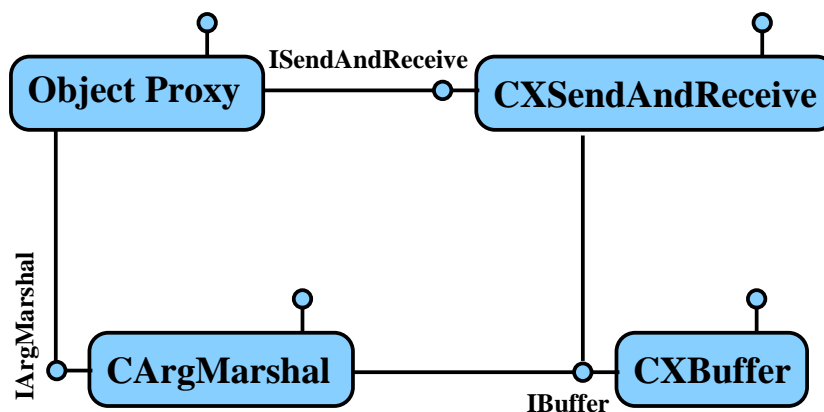 ISendAndReceive
Object Proxy
CXSendAndReceive
IArgMarshal
CArgMarshal
CXBuffer
IBuffer